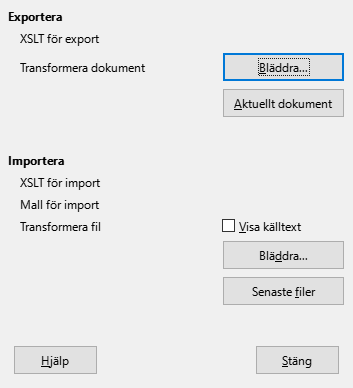 Exportera
XSLT för export
Transformera dokument
Bläddra...
Aktuellt dokument
Importera
XSLT för import
Mall för import
Transformera fil
Visa källtext
Bläddra...
Senaste filer
Hjälp
Stäng